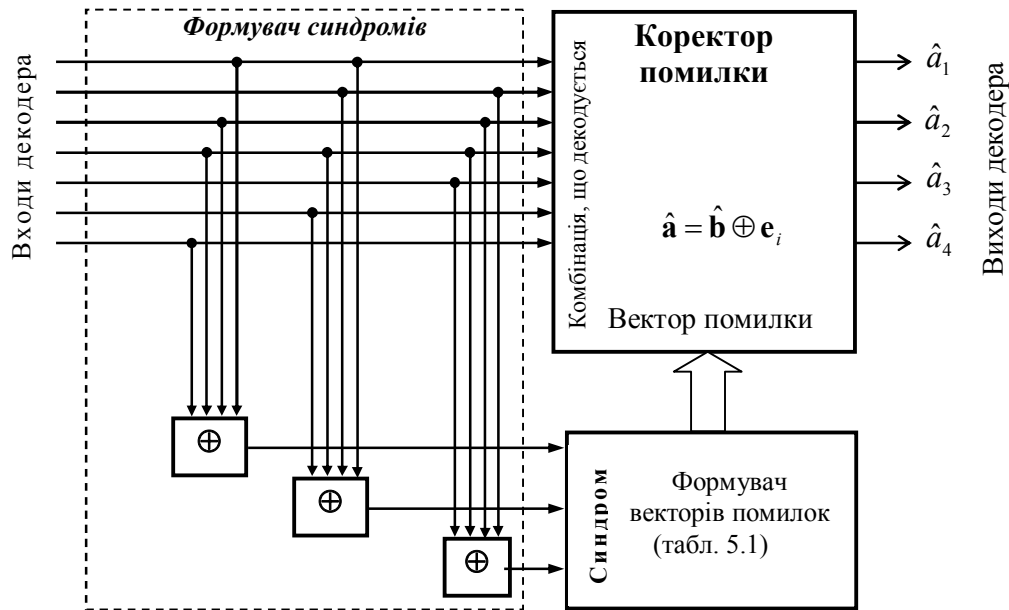 Формувач синдромів
Входи декодера
Комбінація, що декодується
Коректор
помилки
â₁
â₂
â₃
â₄
â = b̂ ⊕ eᵢ
Вектор помилки
Виходи декодера
⊕
⊕
⊕
Синдром
Формувач
векторів помилок
(табл. 5.1)